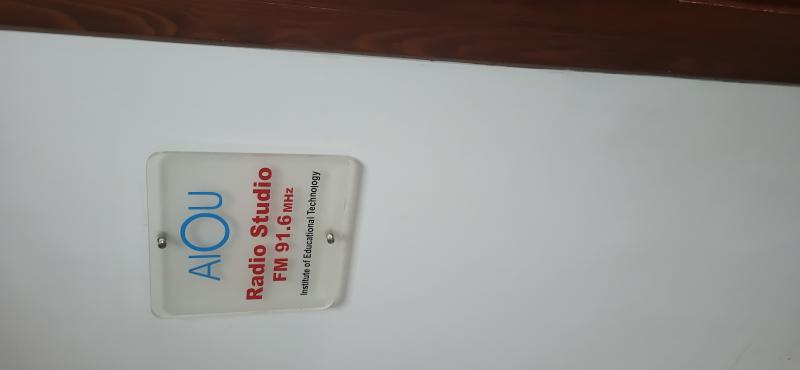 AIOU
Radio Studio
FM 91.6 MHz
Institute of Educational Technology